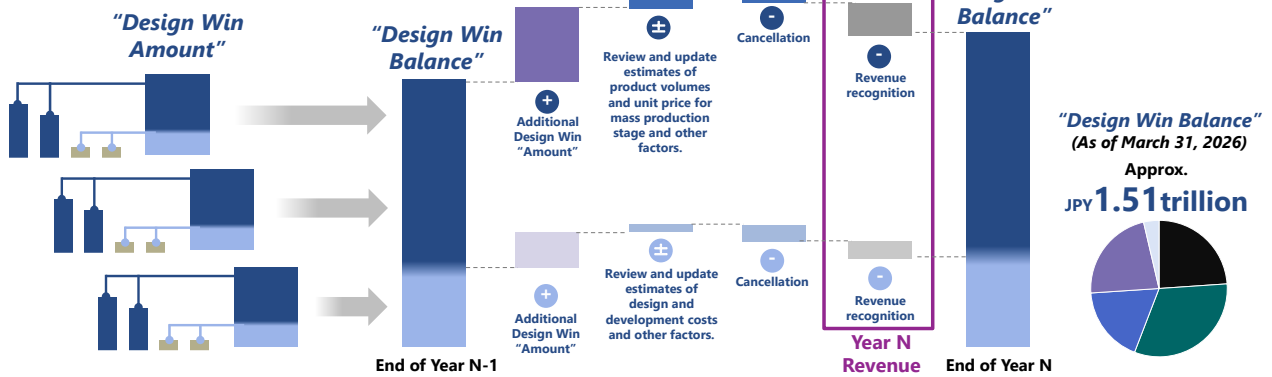 “Design Win
Amount”
“Design Win
Balance”
+
Additional
Design Win
“Amount”
±
Review and update
estimates of
product volumes
and unit price for
mass production
stage and other
factors.
-
Cancellation
-
Revenue
recognition
Balance”
+
Additional
Design Win
“Amount”
±
Review and update
estimates of
design and
development costs
and other factors.
-
Cancellation
-
Revenue
recognition
End of Year N-1
Year N
Revenue
End of Year N
“Design Win Balance”
(As of March 31, 2026)
Approx.
JPY1.51trillion